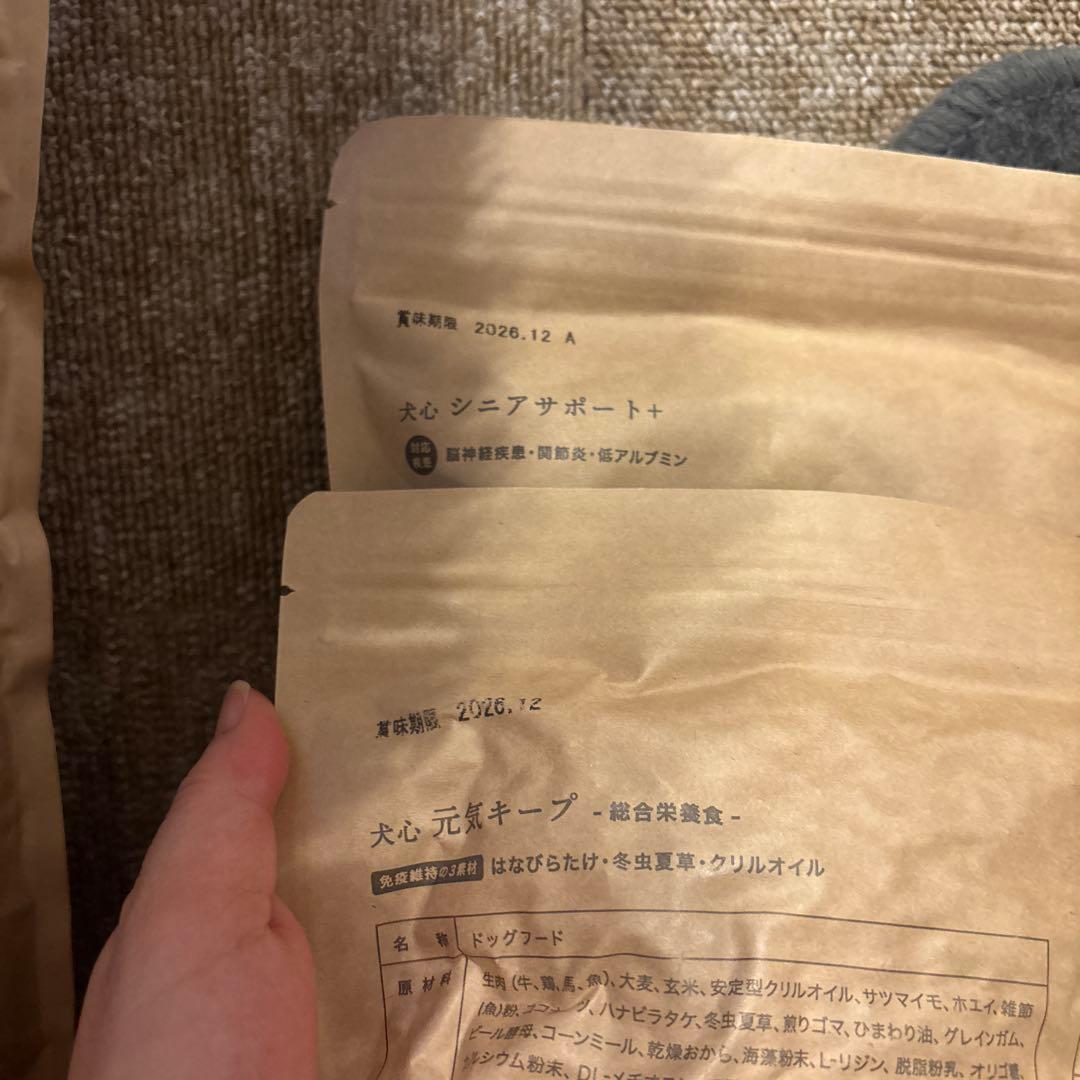 賞味期限 2026.12 A
犬心 シニアサポート+
対応疾患 脳神経疾患・関節炎・低アルブミン
賞味期限 2026.12
犬心 元気キープ -総合栄養食-
免疫維持の3素材 はなびらたけ・冬虫夏草・クリルオイル
名称 ドッグフード
原材料 生肉(牛、鶏、馬、魚)、大麦、玄米、安定型クリルオイル、サツマイモ、ホエイ、雑節
(魚)粉、ハナビラタケ、冬虫夏草、煎りゴマ、ひまわり油、グレインガム、
ビール酵母、コーンミール、乾燥おから、海藻粉末、L-リジン、脱脂粉乳、オリゴ糖、
ルシウム粉末、DL-メチオ